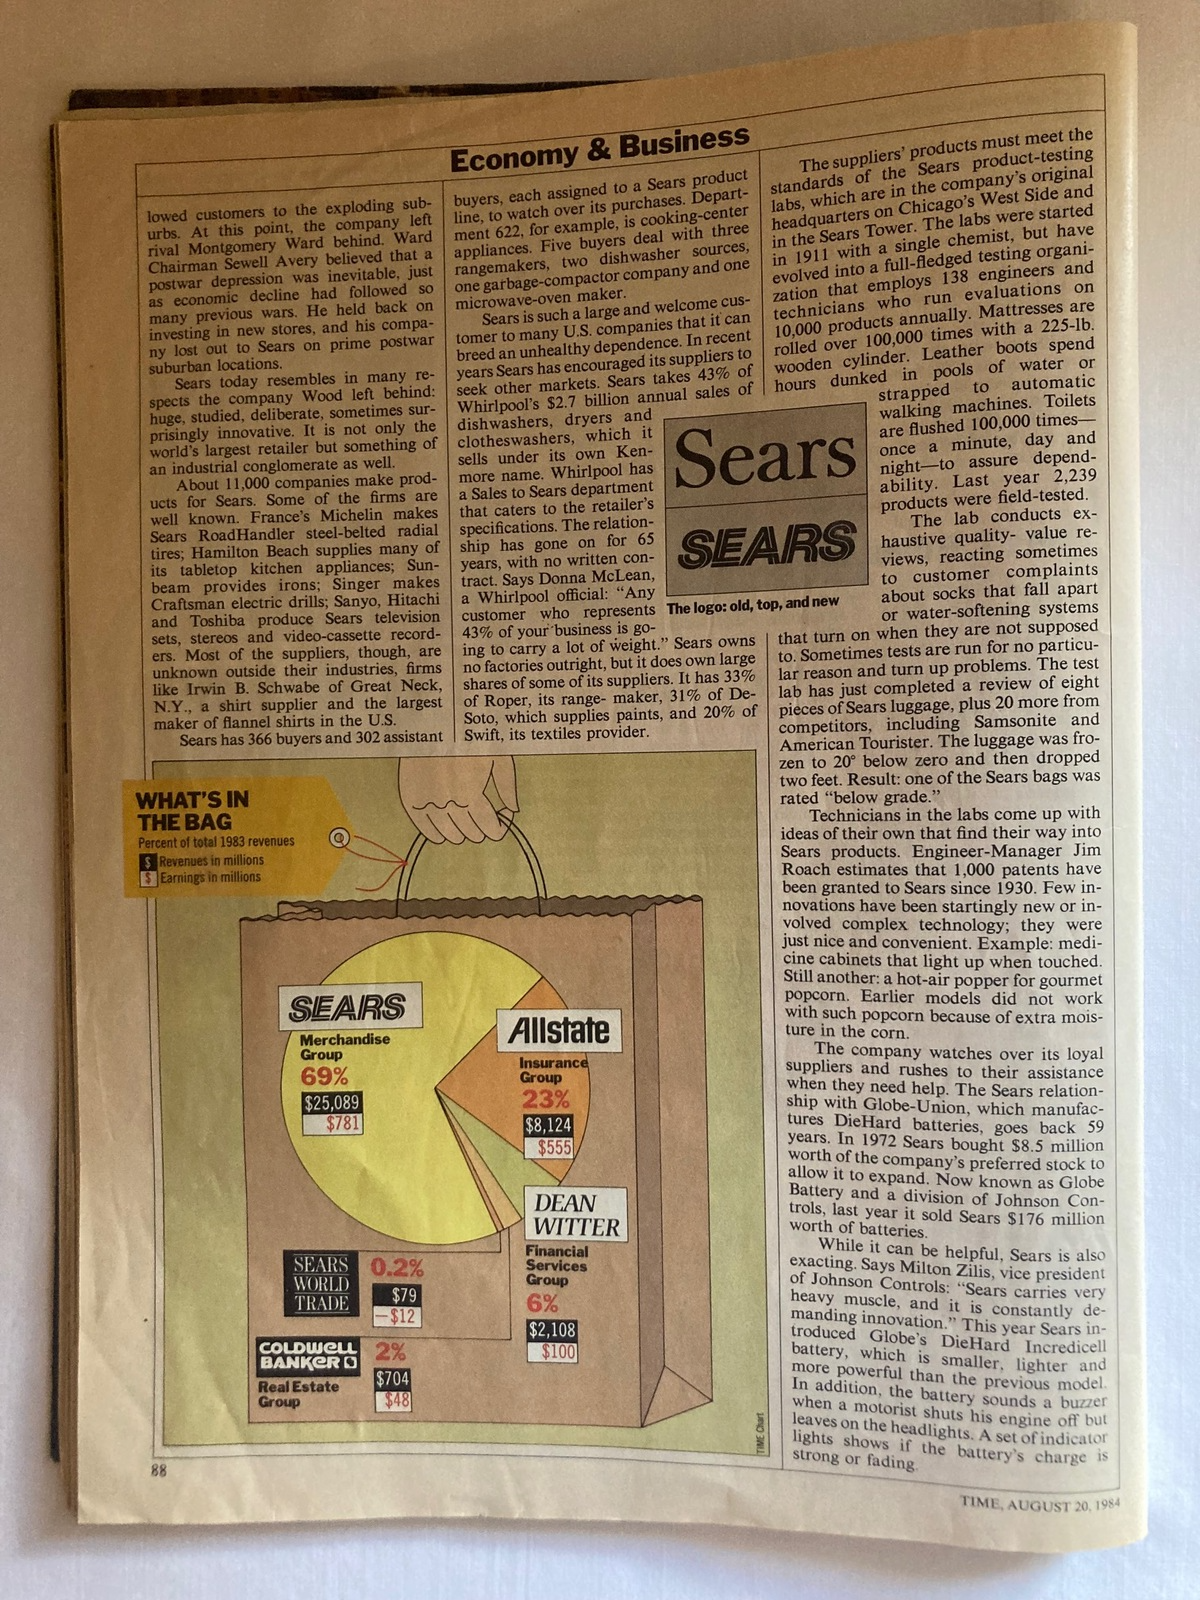 Economy & Business
lowed customers to the exploding sub-
urbs. At this point, the company left
rival Montgomery Ward behind. Ward
Chairman Sewell Avery believed that a
postwar depression was inevitable, just
as economic decline had followed so
many previous wars. He held back on
investing in new stores, and his compa-
ny lost out to Sears on prime postwar
suburban locations.
Sears today resembles in many re-
spects the company Wood left behind:
huge, studied, deliberate, sometimes sur-
prisingly innovative. It is not only the
world's largest retailer but something of
an industrial conglomerate as well.
About 11,000 companies make prod-
ucts for Sears. Some of the firms are
well known. France's Michelin makes
Sears RoadHandler steel-belted radial
tires; Hamilton Beach supplies many of
its tabletop kitchen appliances; Sun-
beam provides irons; Singer makes
Craftsman electric drills; Sanyo, Hitachi
and Toshiba produce Sears television
sets, stereos and video-cassette record-
ers. Most of the suppliers, though, are
unknown outside their industries, firms
like Irwin B. Schwabe of Great Neck,
N.Y., a shirt supplier and the largest
maker of flannel shirts in the U.S.
Sears has 366 buyers and 302 assistant
buyers, each assigned to a Sears product
line, to watch over its purchases. Depart-
ment 622, for example, is cooking-center
appliances. Five buyers deal with three
rangemakers, two dishwasher sources,
one garbage-compactor company and one
microwave-oven maker.
Sears is such a large and welcome cus-
tomer to many U.S. companies that it can
breed an unhealthy dependence. In recent
years Sears has encouraged its suppliers to
seek other markets. Sears takes 43% of
Whirlpool's $2.7 billion annual sales of
dishwashers, dryers and
clotheswashers, which it
sells under its own Ken-
more name. Whirlpool has
a Sales to Sears department
that caters to the retailer's
specifications. The relation-
ship has gone on for 65
years, with no written con-
tract. Says Donna McLean,
a Whirlpool official: "Any
customer who represents
43% of your business is go-
ing to carry a lot of weight." Sears owns
no factories outright, but it does own large
shares of some of its suppliers. It has 33%
of Roper, its range- maker, 31% of De-
Soto, which supplies paints, and 20% of
Swift, its textiles provider.
Sears
SEARS
The logo: old, top, and new
The suppliers' products must meet the
standards of the Sears product-testing
labs, which are in the company's original
headquarters on Chicago's West Side and
in the Sears Tower. The labs were started
in 1911 with a single chemist, but have
evolved into a full-fledged testing organi-
zation that employs 138 engineers and
technicians who run evaluations on
10,000 products annually. Mattresses are
rolled over 100,000 times with a 225-lb.
wooden cylinder. Leather boots spend
hours dunked in pools of water or
strapped to automatic
walking machines. Toilets
are flushed 100,000 times—
once a minute, day and
night—to assure depend-
ability. Last year 2,239
products were field-tested.
The lab conducts ex-
haustive quality- value re-
views, reacting sometimes
to customer complaints
about socks that fall apart
or water-softening systems
that turn on when they are not supposed
to. Sometimes tests are run for no particu-
lar reason and turn up problems. The test
lab has just completed a review of eight
pieces of Sears luggage, plus 20 more from
competitors, including Samsonite and
American Tourister. The luggage was fro-
zen to 20° below zero and then dropped
two feet. Result: one of the Sears bags was
rated "below grade."
Technicians in the labs come up with
ideas of their own that find their way into
Sears products. Engineer-Manager Jim
Roach estimates that 1,000 patents have
been granted to Sears since 1930. Few in-
novations have been startingly new or in-
volved complex technology; they were
just nice and convenient. Example: medi-
cine cabinets that light up when touched.
Still another: a hot-air popper for gourmet
popcorn. Earlier models did not work
with such popcorn because of extra mois-
ture in the corn.
The company watches over its loyal
suppliers and rushes to their assistance
when they need help. The Sears relation-
ship with Globe-Union, which manufac-
tures DieHard batteries, goes back 59
years. In 1972 Sears bought $8.5 million
worth of the company's preferred stock to
allow it to expand. Now known as Globe
Battery and a division of Johnson Con-
trols, last year it sold Sears $176 million
worth of batteries.
While it can be helpful, Sears is also
exacting. Says Milton Zilis, vice president
of Johnson Controls: "Sears carries very
heavy muscle, and it is constantly de-
manding innovation." This year Sears in-
troduced Globe's DieHard Incredicell
battery, which is smaller, lighter and
more powerful than the previous model.
In addition, the battery sounds a buzzer
when a motorist shuts his engine off but
leaves on the headlights. A set of indicator
lights shows if the battery's charge is
strong or fading.
WHAT'S IN
THE BAG
Percent of total 1983 revenues
$ Revenues in millions
$ Earnings in millions
SEARS
Merchandise
Group
69%
$25,089
$781
Allstate
Insurance
Group
23%
$8,124
$555
DEAN
WITTER
Financial
Services
Group
6%
$2,108
$100
SEARS
WORLD
TRADE
0.2%
$79
–$12
COLDWELL
BANKER
Real Estate
Group
2%
$704
$48
TIME Chart
88
TIME, AUGUST 20, 1984